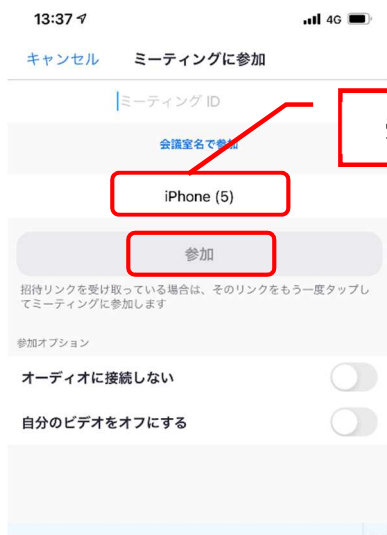 13:37
4G
キャンセル
ミーティングに参加
ミーティング ID
会議室名で参加
iPhone (5)
参加
招待リンクを受け取っている場合は、そのリンクをもう一度タップし
てミーティングに参加します
参加オプション
オーディオに接続しない
自分のビデオをオフにする